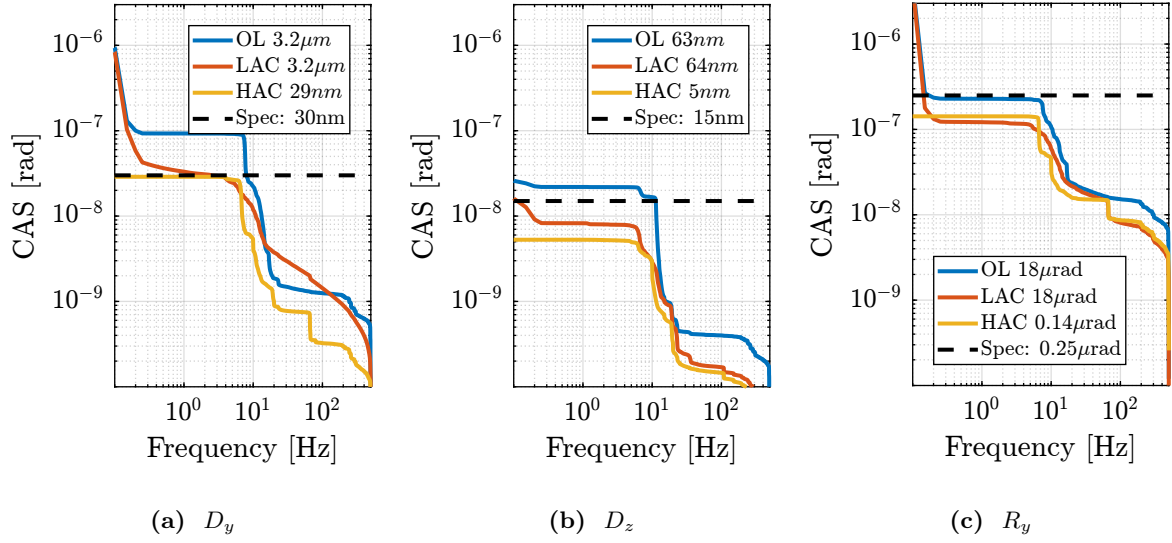 CAS [rad]
10^{-6}
10^{-7}
10^{-8}
10^{-9}
OL 3.2μm
LAC 3.2μm
HAC 29nm
Spec: 30nm
10^{0} 10^{1} 10^{2}
Frequency [Hz]
(a) D_y
CAS [rad]
10^{-6}
10^{-7}
10^{-8}
10^{-9}
OL 63nm
LAC 64nm
HAC 5nm
Spec: 15nm
10^{0} 10^{1} 10^{2}
Frequency [Hz]
(b) D_z
CAS [rad]
10^{-6}
10^{-7}
10^{-8}
10^{-9}
OL 18μrad
LAC 18μrad
HAC 0.14μrad
Spec: 0.25μrad
10^{0} 10^{1} 10^{2}
Frequency [Hz]
(c) R_y